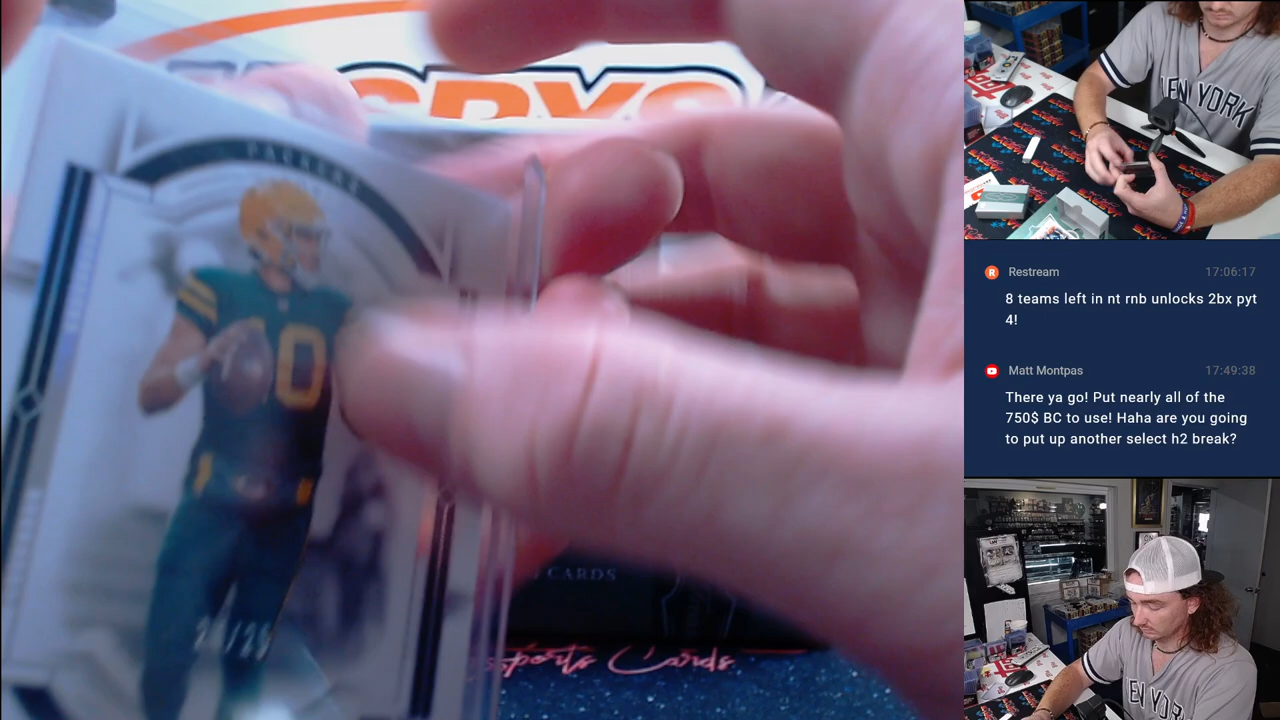 PACKERS
10
CARDS
Sports Cards
NEW YORK
R Restream 17:06:17
8 teams left in nt rnb unlocks 2bx pyt
4!
Matt Montpas 17:49:38
There ya go! Put nearly all of the
750$ BC to use! Haha are you going
to put up another select h2 break?